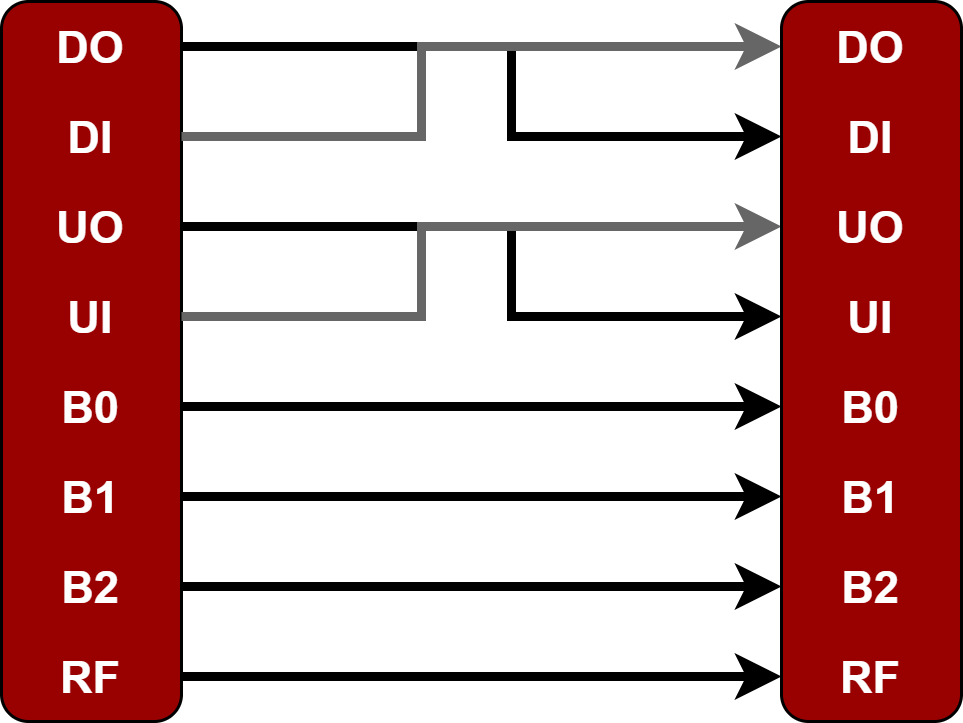 DO DO
DI DI
UO UO
UI UI
B0 B0
B1 B1
B2 B2
RF RF